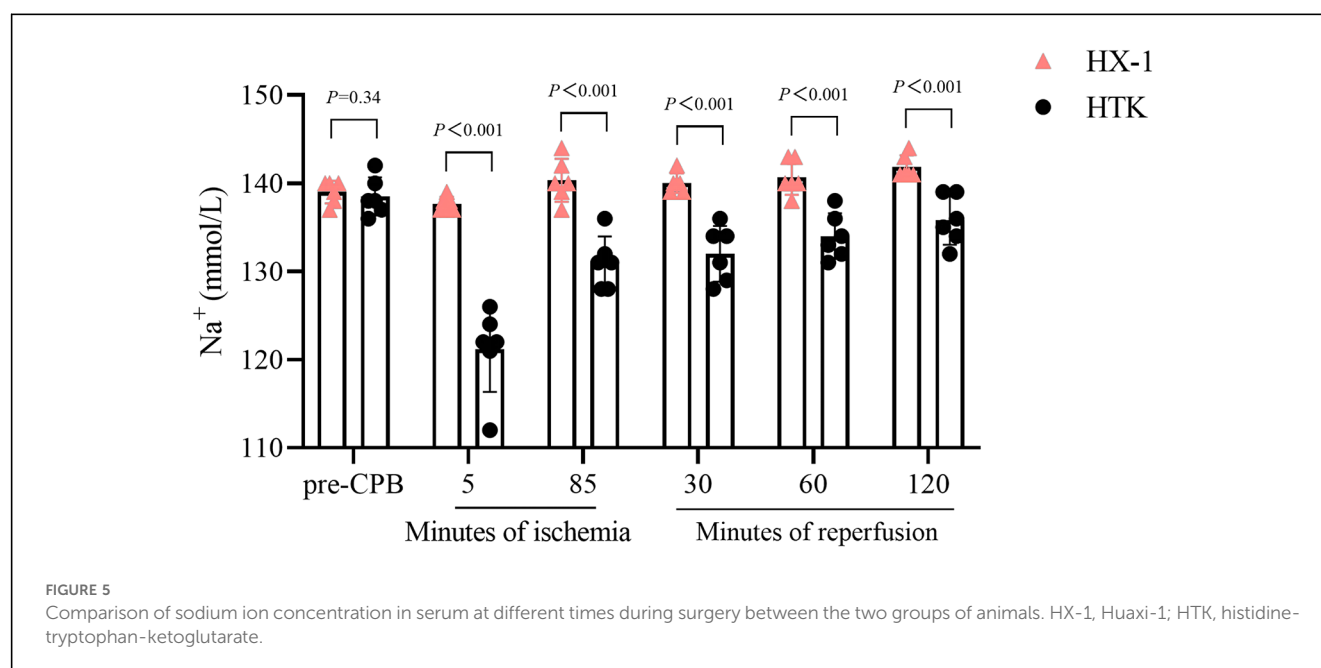 HX-1
HTK
150
140
130
120
110
Na+ (mmol/L)
P=0.34
P<0.001
P<0.001
P<0.001
P<0.001
P<0.001
pre-CPB 5 85 30 60 120
Minutes of ischemia Minutes of reperfusion
FIGURE 5
Comparison of sodium ion concentration in serum at different times during surgery between the two groups of animals. HX-1, Huaxi-1; HTK, histidine-
tryptophan-ketoglutarate.